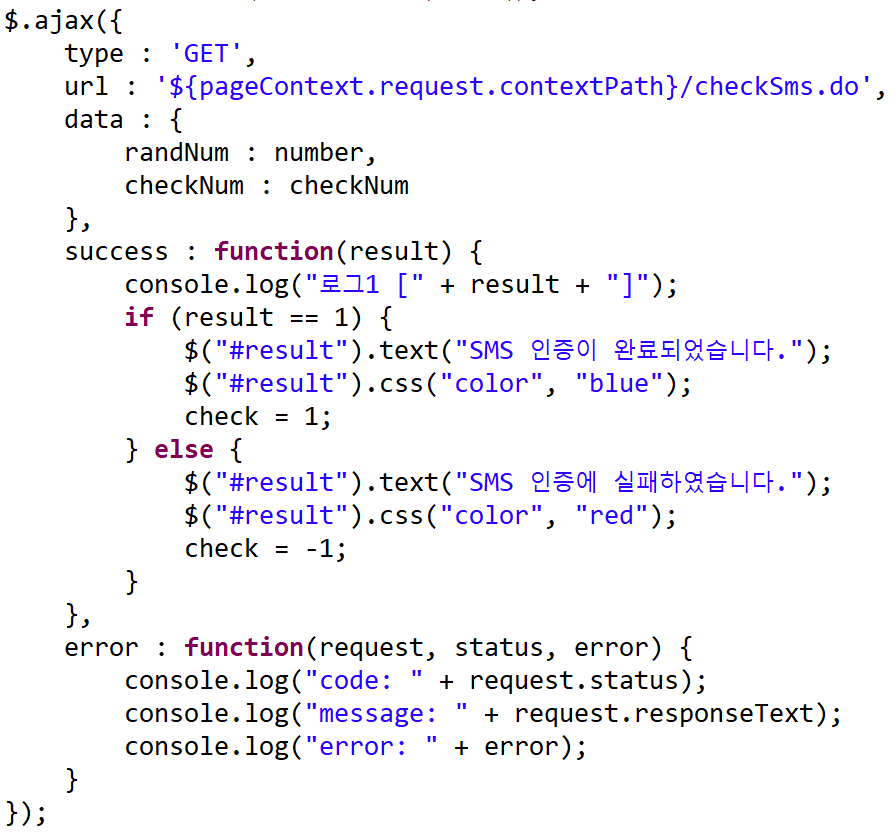 $.ajax({
    type : 'GET',
    url : '${pageContext.request.contextPath}/checkSms.do',
    data : {
        randNum : number,
        checkNum : checkNum
    },
    success : function(result) {
        console.log("로그1 [" + result + "]");
        if (result == 1) {
            $("#result").text("SMS 인증이 완료되었습니다.");
            $("#result").css("color", "blue");
            check = 1;
        } else {
            $("#result").text("SMS 인증에 실패하였습니다.");
            $("#result").css("color", "red");
            check = -1;
        }
    },
    error : function(request, status, error) {
        console.log("code: " + request.status);
        console.log("message: " + request.responseText);
        console.log("error: " + error);
    }
});